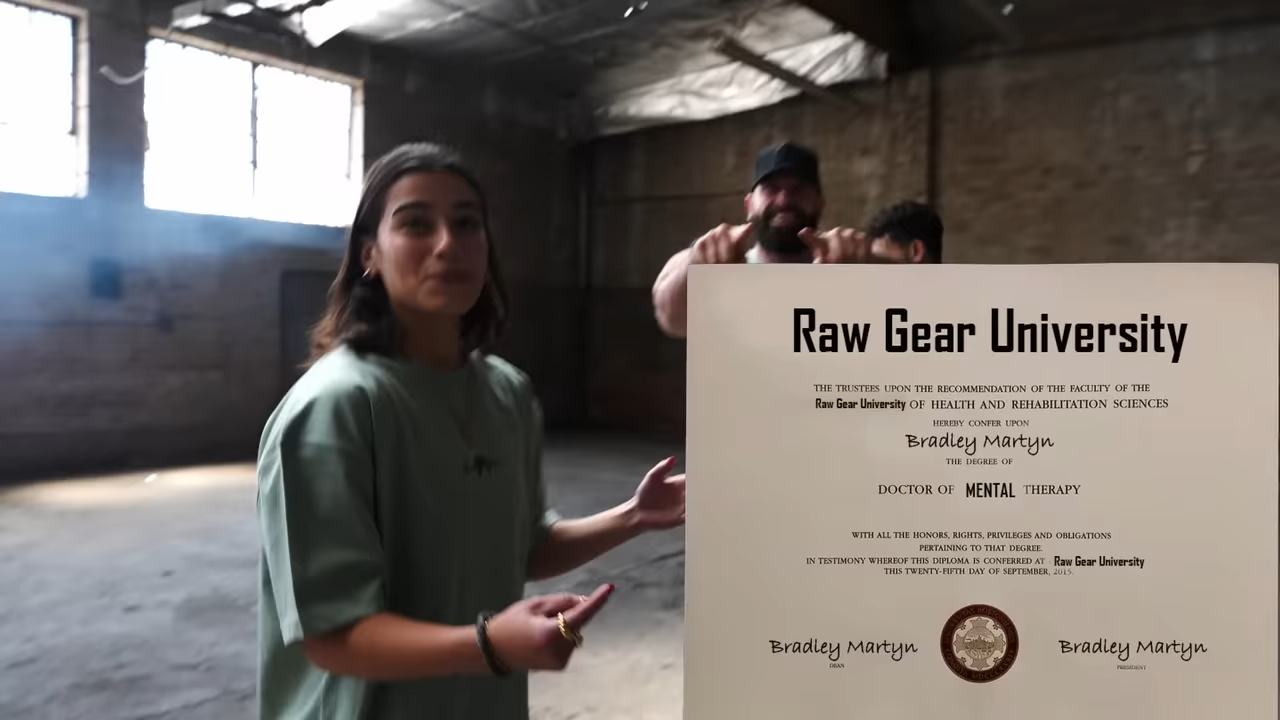 Raw Gear University
THE TRUSTEES UPON THE RECOMMENDATION OF THE FACULTY OF THE
Raw Gear University OF HEALTH AND REHABILITATION SCIENCES
HEREBY CONFER UPON
Bradley Martyn
THE DEGREE OF
DOCTOR OF MENTAL THERAPY
WITH ALL THE HONORS, RIGHTS, PRIVILEGES AND OBLIGATIONS
PERTAINING TO THAT DEGREE.
IN TESTIMONY WHEREOF THIS DIPLOMA IS CONFERRED AT Raw Gear University
THIS TWENTY-FIFTH DAY OF SEPTEMBER, 2015.
Bradley Martyn
DEAN
Bradley Martyn
PRESIDENT